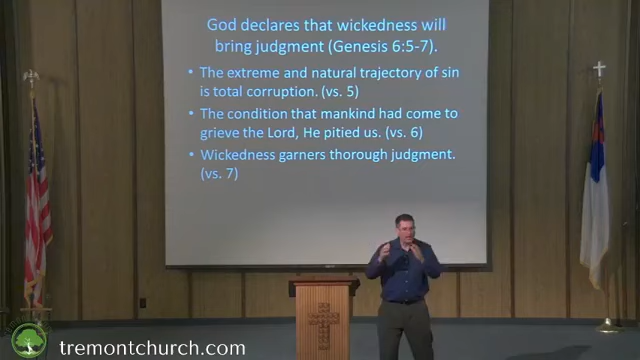 God declares that wickedness will
bring judgment (Genesis 6:5-7).
• The extreme and natural trajectory of sin
is total corruption. (vs. 5)
• The condition that mankind had come to
grieve the Lord, He pitied us. (vs. 6)
• Wickedness garners thorough judgment.
(vs. 7)
tremontchurch.com